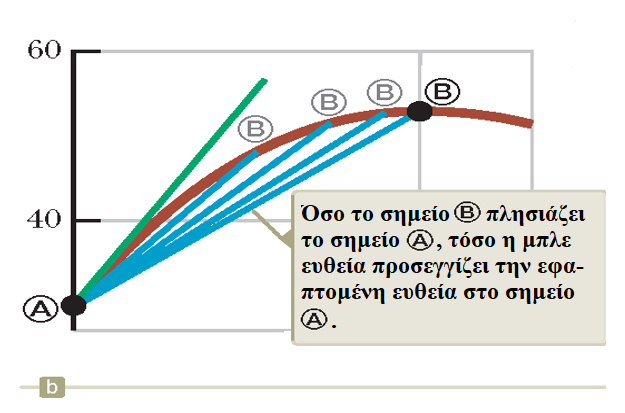 60
Ⓑ
Ⓑ
Ⓑ
Ⓑ
40
Όσο το σημείο Ⓑ πλησιάζει
το σημείο Ⓐ, τόσο η μπλε
ευθεία προσεγγίζει την εφα-
πτομένη ευθεία στο σημείο
Ⓐ.
Ⓐ
b